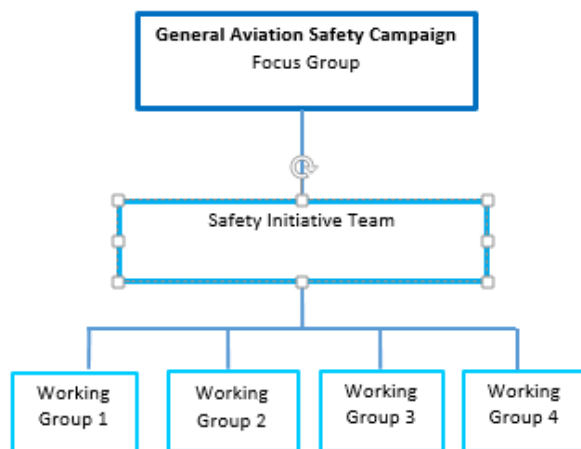 General Aviation Safety Campaign
Focus Group
Safety Initiative Team
Working
Group 1
Working
Group 2
Working
Group 3
Working
Group 4